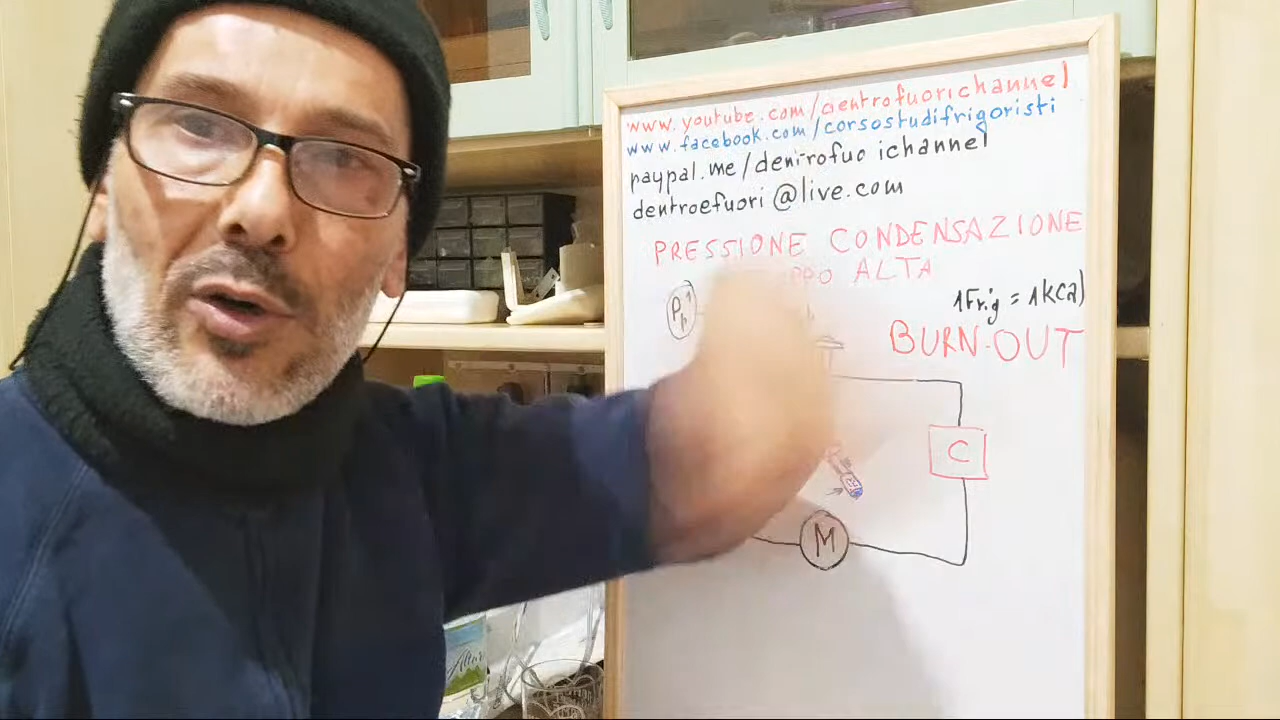 www.youtube.com/dentrofuorichannel
www.facebook.com/corsostudifrigoristi
paypal.me/dentrofuo ichannel
dentroefuori@live.com
PRESSIONE CONDENSAZIONE
PPO ALTA
1Frig = 1kCal
BURN-OUT
C
M